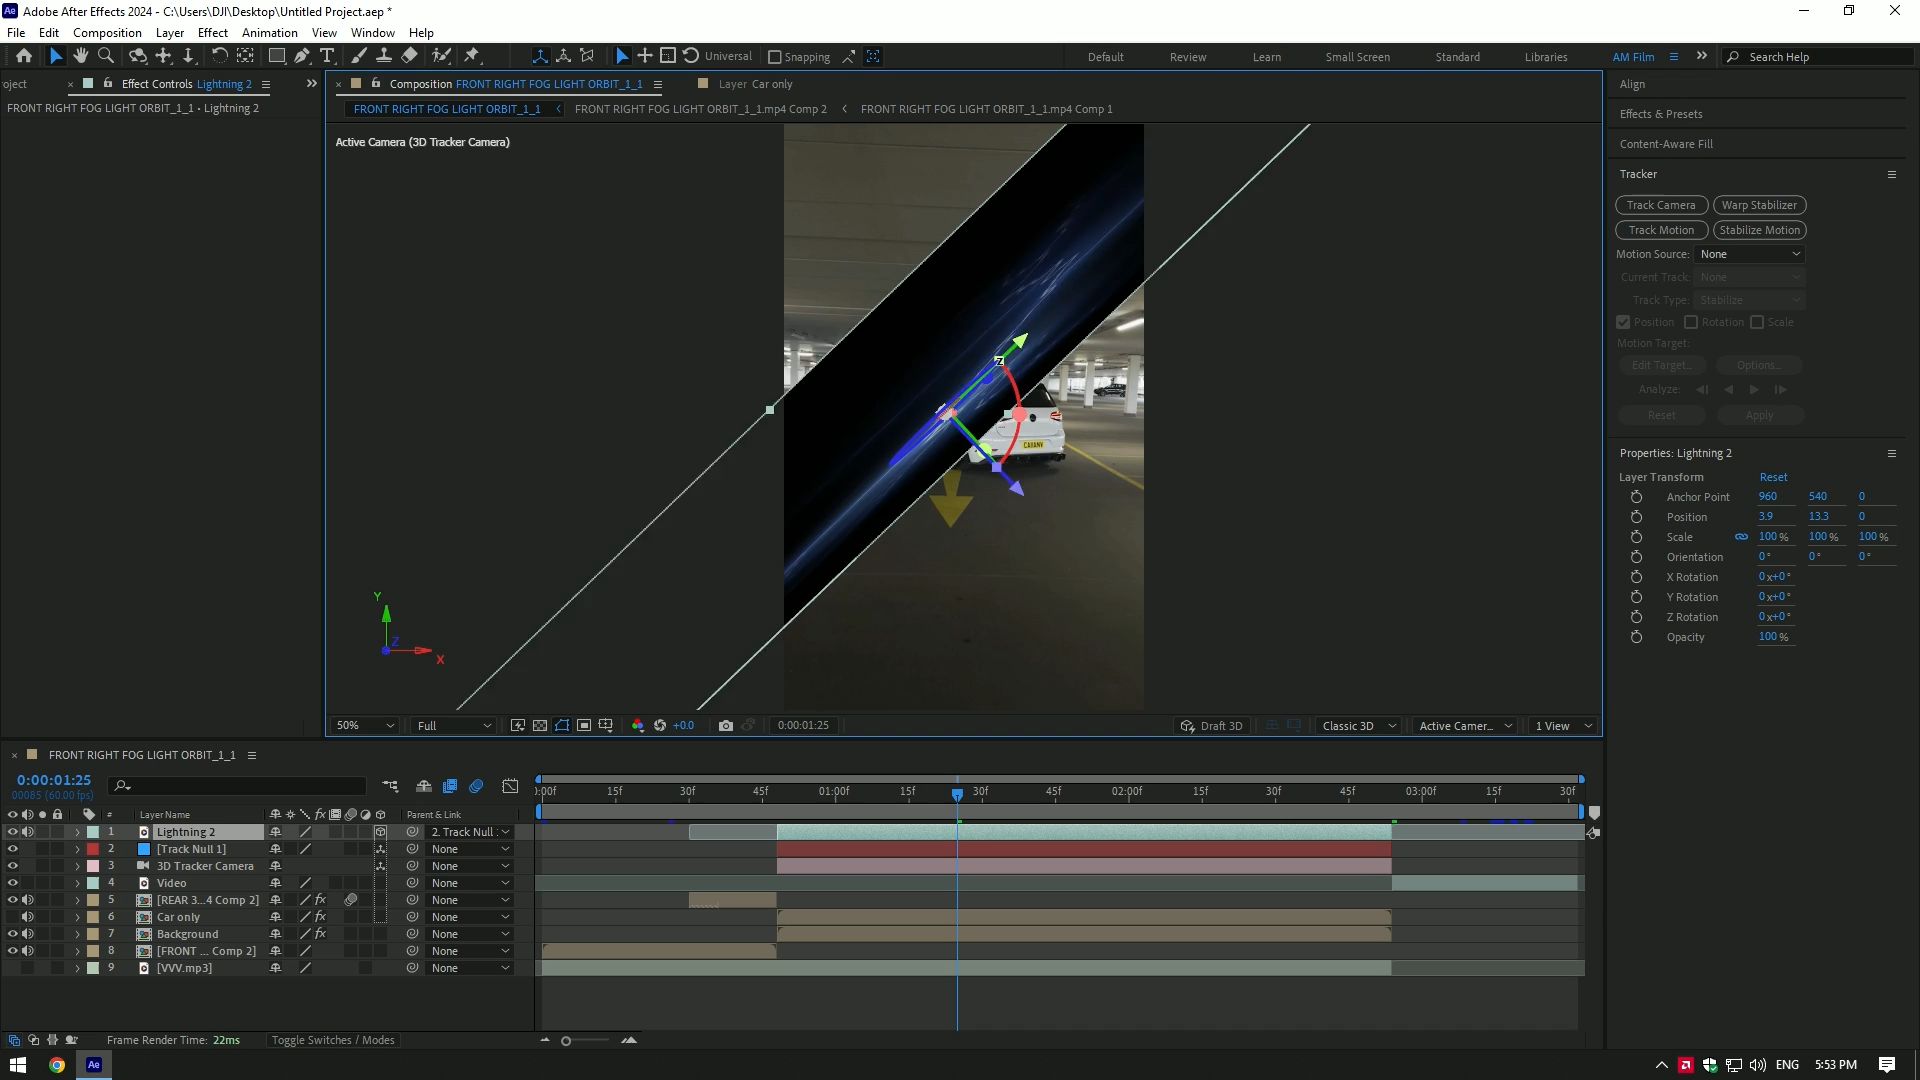 Adobe After Effects 2024 - C:\Users\DJI\Desktop\Untitled Project.aep *
File Edit Composition Layer Effect Animation View Window Help
Universal Snapping Default Review Learn Small Screen Standard Libraries AM Film Search Help
oject Effect Controls Lightning 2
FRONT RIGHT FOG LIGHT ORBIT_1_1 • Lightning 2
Composition FRONT RIGHT FOG LIGHT ORBIT_1_1 Layer Car only
FRONT RIGHT FOG LIGHT ORBIT_1_1 FRONT RIGHT FOG LIGHT ORBIT_1_1.mp4 Comp 2 FRONT RIGHT FOG LIGHT ORBIT_1_1.mp4 Comp 1
Active Camera (3D Tracker Camera)
Z
Y
Z
X
50% Full +0.0 0:00:01:25 Draft 3D Classic 3D Active Camer... 1 View
Align
Effects & Presets
Content-Aware Fill
Tracker
Track Camera Warp Stabilizer
Track Motion Stabilize Motion
Motion Source: None
Current Track: None
Track Type: Stabilize
Position Rotation Scale
Motion Target:
Edit Target... Options...
Analyze:
Reset Apply
Properties: Lightning 2
Layer Transform Reset
Anchor Point 960 540 0
Position 3.9 13.3 0
Scale 100 % 100 % 100 %
Orientation 0° 0° 0°
X Rotation 0x+0°
Y Rotation 0x+0°
Z Rotation 0x+0°
Opacity 100 %
FRONT RIGHT FOG LIGHT ORBIT_1_1
0:00:01:25
00085 (60.00 fps)
):00f 15f 30f 45f 01:00f 15f 30f 45f 02:00f 15f 30f 45f 03:00f 15f 30f
# Layer Name fx Parent & Link
1 Lightning 2 2. Track Null :
2 [Track Null 1] None
3 3D Tracker Camera None
4 Video None
5 [REAR 3...4 Comp 2] fx None
6 Car only fx None
7 Background fx None
8 [FRONT ... Comp 2] None
9 [VVV.mp3] None
Frame Render Time: 22ms Toggle Switches / Modes
Ae ENG 5:53 PM